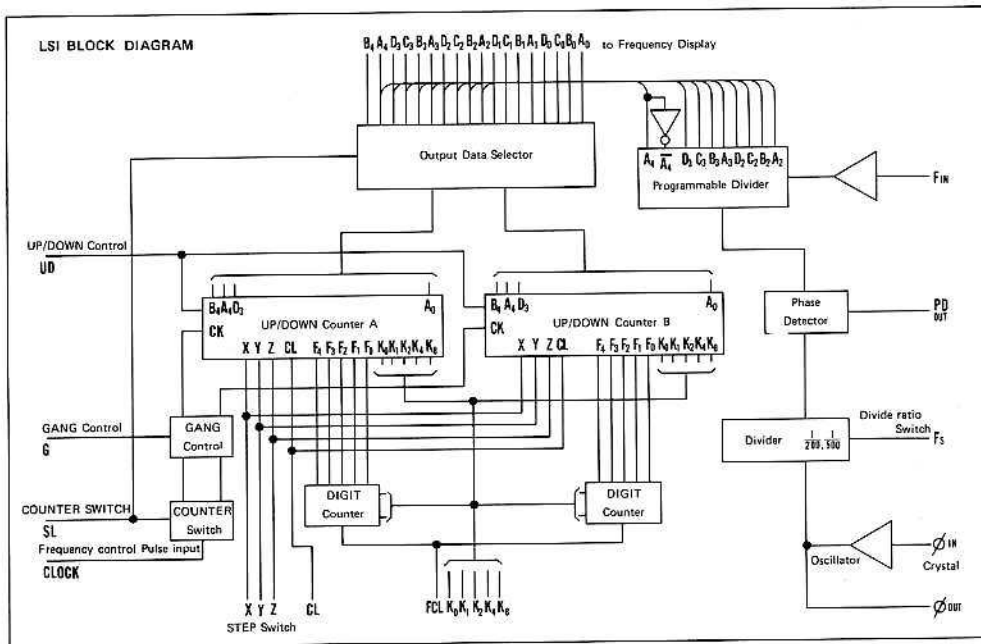 LSI BLOCK DIAGRAM
B4 A4 D3 C3 B3 A3 D2 C2 B2 A2 D1 C1 B1 A1 D0 C0 B0 A0 to Frequency Display
Output Data Selector
A4 A̅4̅ D3 C3 B3 A3 D2 C2 B2 A2
Programmable Divider
FIN
UP/DOWN Control
UD
B4 A4 D3 A0
UP/DOWN Counter A
CK
X Y Z CL F4 F3 F2 F1 F0 K0 K1 K2 K4 K8
B4 A4 D3 A0
UP/DOWN Counter B
CK
X Y Z CL F4 F3 F2 F1 F0 K0 K1 K2 K4 K8
Phase
Detector
PD
OUT
GANG Control
G
GANG
Control
Divider 1/200, 1/500
Divide ratio
Switch
FS
COUNTER SWITCH
SL
COUNTER
Switch
DIGIT
Counter
DIGIT
Counter
Frequency control Pulse input
CLOCK
Oscillator
ØIN
Crystal
ØOUT
X Y Z CL
STEP Switch
FCL K0 K1 K2 K4 K8